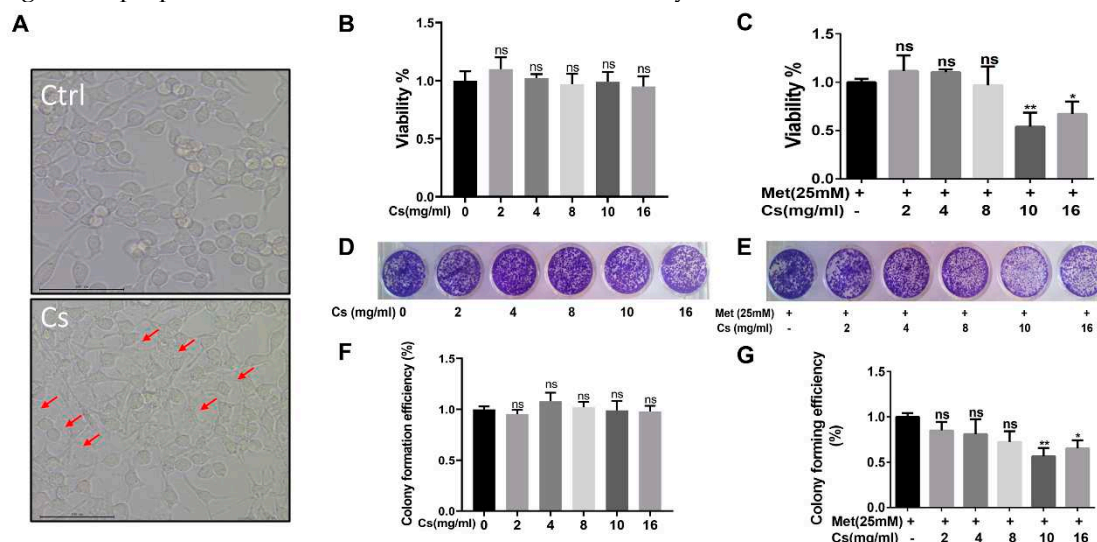 A
Ctrl
Cs
B
Viability %
1.5
1.0
0.5
0.0
ns
ns
ns
ns
ns
Cs(mg/ml)
0 2 4 8 10 16
C
Viability %
1.5
1.0
0.5
0.0
ns
ns
ns
**
*
Met(25mM) + + + + + +
Cs(mg/ml) - 2 4 8 10 16
D
Cs (mg/ml) 0 2 4 8 10 16
E
Met (25mM) + + + + + +
Cs (mg/ml) - 2 4 8 10 16
F
Colony formation efficiency (%)
1.5
1.0
0.5
0.0
ns
ns
ns
ns
ns
Cs(mg/ml)
0 2 4 8 10 16
G
Colony forming efficiency
(%)
1.5
1.0
0.5
0.0
ns
ns
ns
**
*
Met(25mM) + + + + + +
Cs(mg/ml) - 2 4 8 10 16